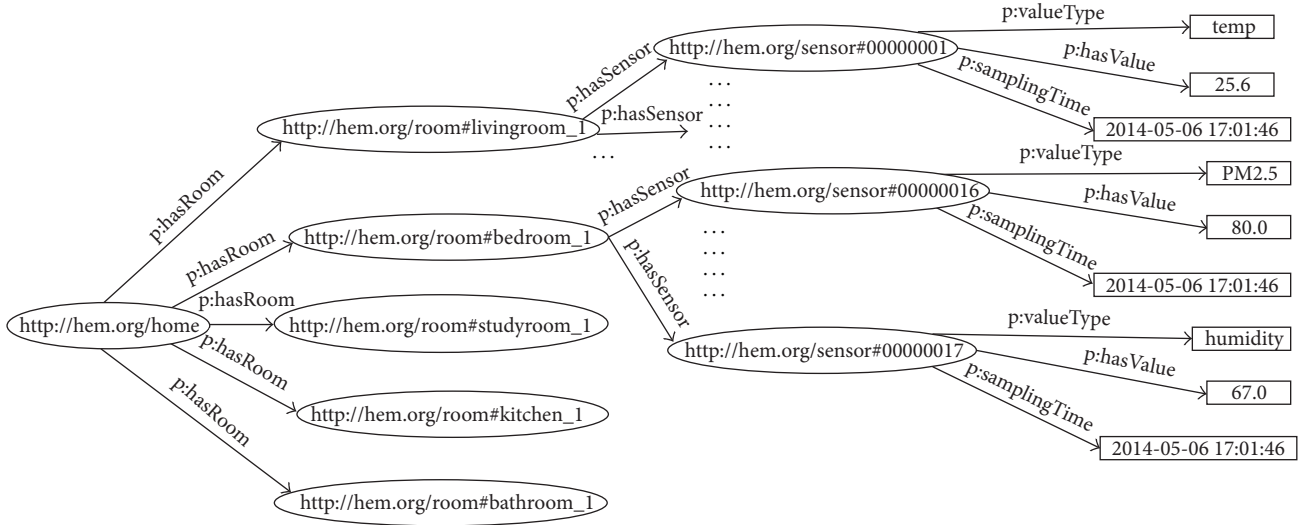 p:valueType
temp
http://hem.org/sensor#00000001
p:hasValue
25.6
p:samplingTime
2014-05-06 17:01:46
p:hasSensor
. . .
. . .
p:hasSensor
. . .
. . .
http://hem.org/room#livingroom_1
. . .
p:hasRoom
p:valueType
PM2.5
http://hem.org/sensor#00000016
p:hasValue
80.0
p:samplingTime
2014-05-06 17:01:46
p:hasSensor
. . .
. . .
. . .
. . .
http://hem.org/room#bedroom_1
p:hasRoom
p:hasSensor
p:hasRoom
http://hem.org/home
http://hem.org/room#studyroom_1
p:valueType
humidity
http://hem.org/sensor#00000017
p:hasValue
67.0
p:samplingTime
2014-05-06 17:01:46
p:hasRoom
http://hem.org/room#kitchen_1
p:hasRoom
http://hem.org/room#bathroom_1